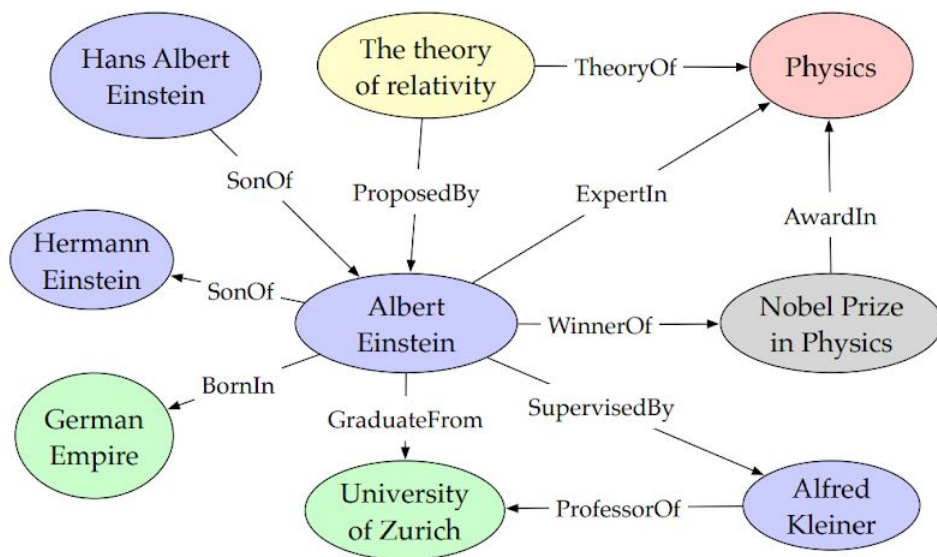 Hans Albert
Einstein
The theory
of relativity
TheoryOf
Physics
SonOf
ProposedBy
ExpertIn
AwardIn
Hermann
Einstein
SonOf
Albert
Einstein
WinnerOf
Nobel Prize
in Physics
BornIn
German
Empire
GraduateFrom
SupervisedBy
University
of Zurich
ProfessorOf
Alfred
Kleiner